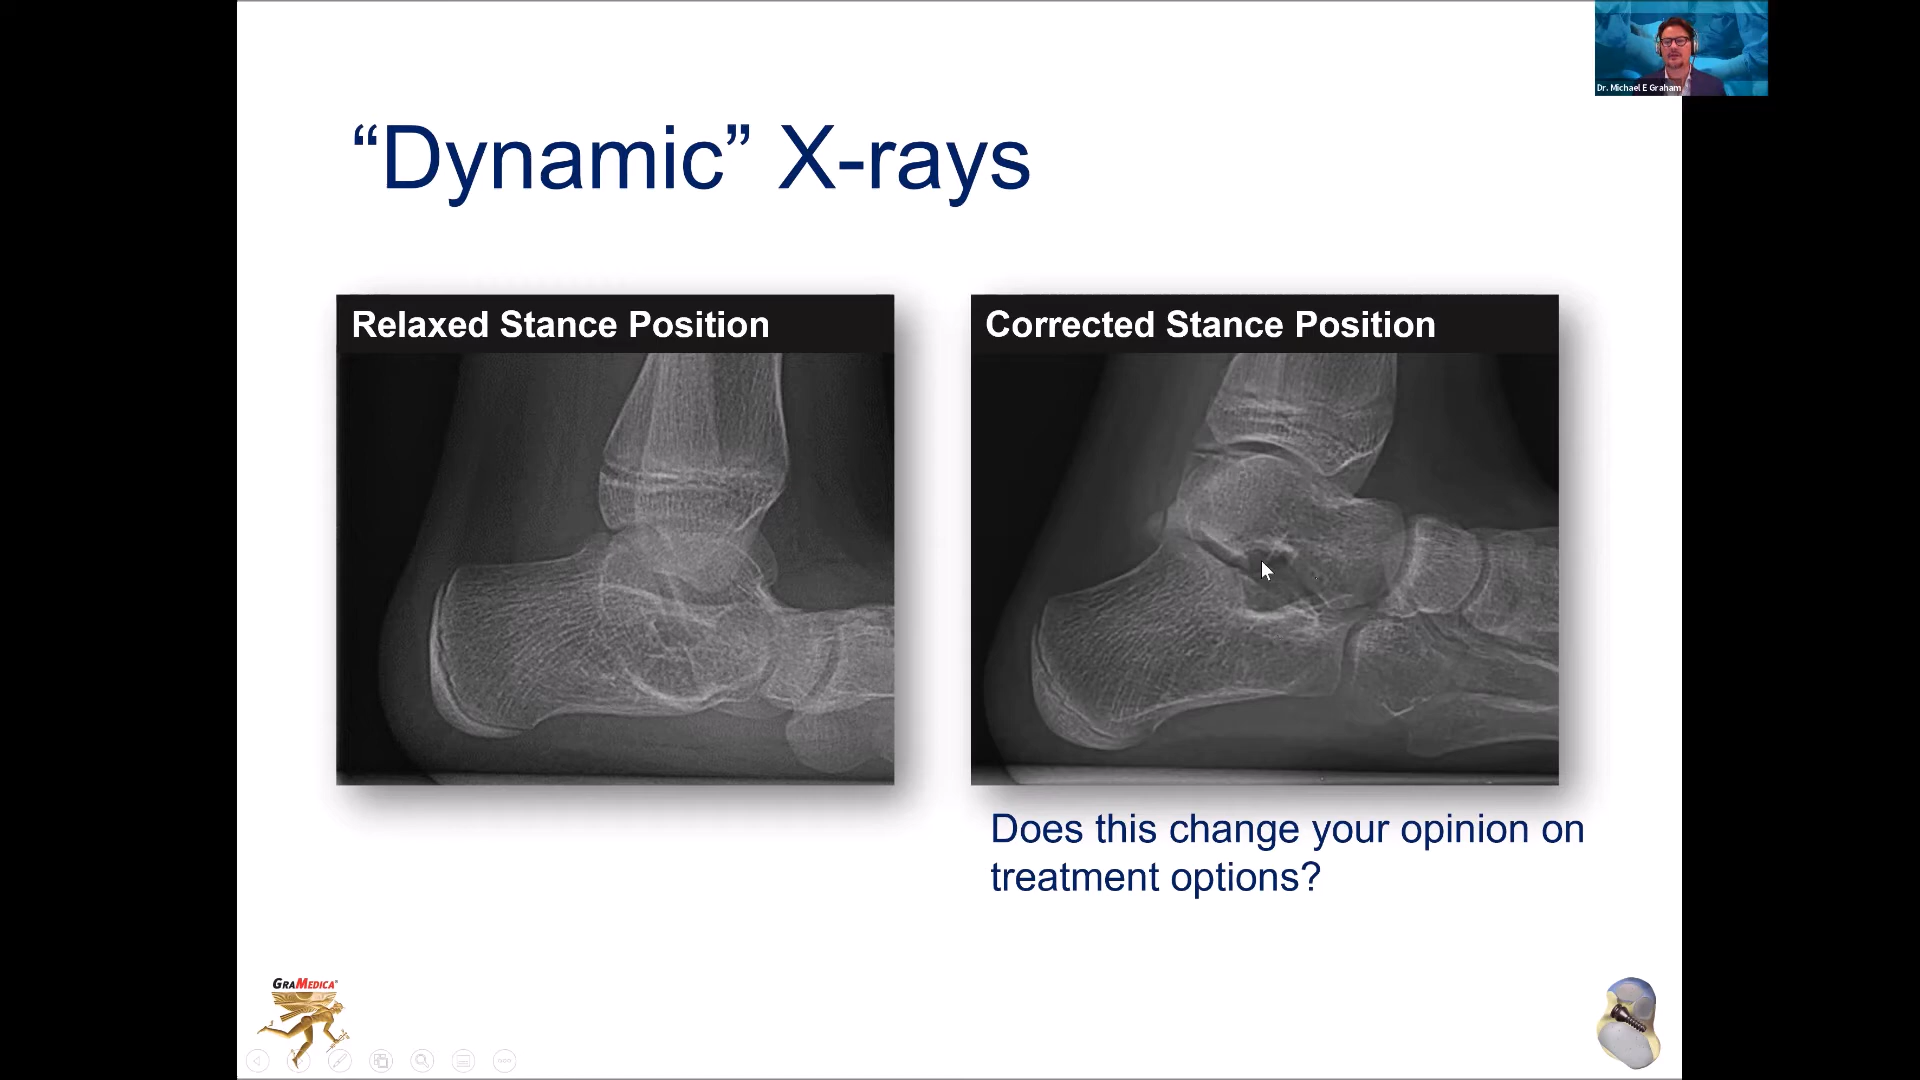 Dr. Michael E Graham
“Dynamic” X-rays
Relaxed Stance Position
Corrected Stance Position
Does this change your opinion on
treatment options?
GRAMEDICA®